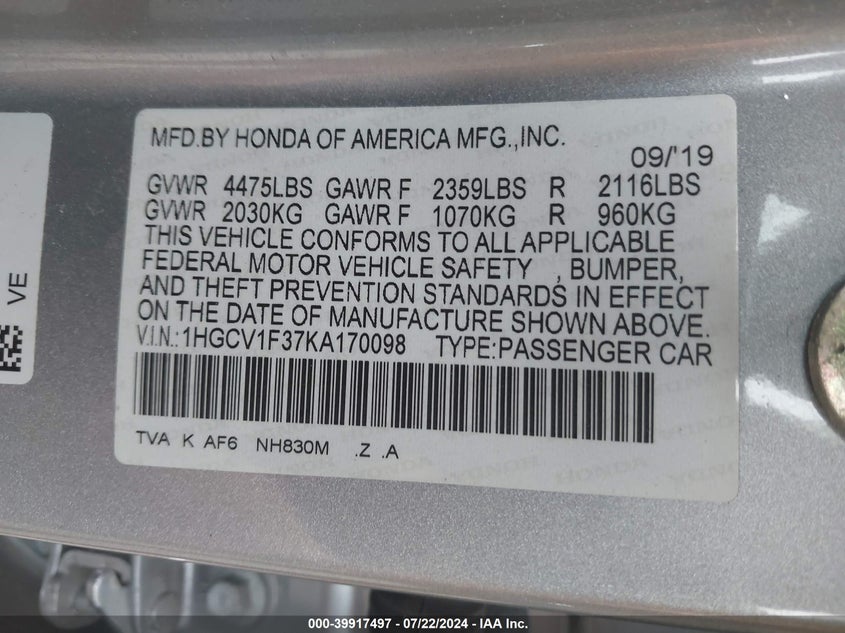 MFD.BY HONDA OF AMERICA MFG.,INC.
09/'19
GVWR 4475LBS GAWR F 2359LBS R 2116LBS
GVWR 2030KG GAWR F 1070KG R 960KG
THIS VEHICLE CONFORMS TO ALL APPLICABLE
FEDERAL MOTOR VEHICLE SAFETY , BUMPER,
AND THEFT PREVENTION STANDARDS IN EFFECT
ON THE DATE OF MANUFACTURE SHOWN ABOVE.
V.I.N.:1HGCV1F37KA170098 TYPE:PASSENGER CAR
TVA K AF6 NH830M .Z .A
VE
HONDA
000-39917497 - 07/22/2024 - IAA Inc.